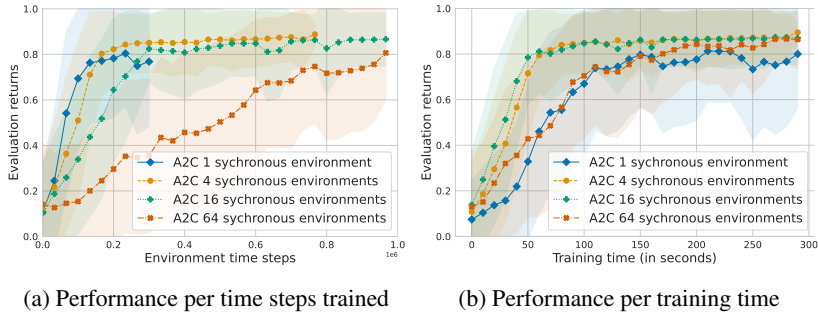 1.0
0.8
0.6
0.4
0.2
0.0
Evaluation returns
A2C 1 sychronous environment
A2C 4 sychronous environments
A2C 16 sychronous environments
A2C 64 sychronous environments
0.0 0.2 0.4 0.6 0.8 1.0
1e6
Environment time steps
(a) Performance per time steps trained
1.0
0.8
0.6
0.4
0.2
0.0
Evaluation returns
A2C 1 sychronous environment
A2C 4 sychronous environments
A2C 16 sychronous environments
A2C 64 sychronous environments
0 50 100 150 200 250 300
Training time (in seconds)
(b) Performance per training time